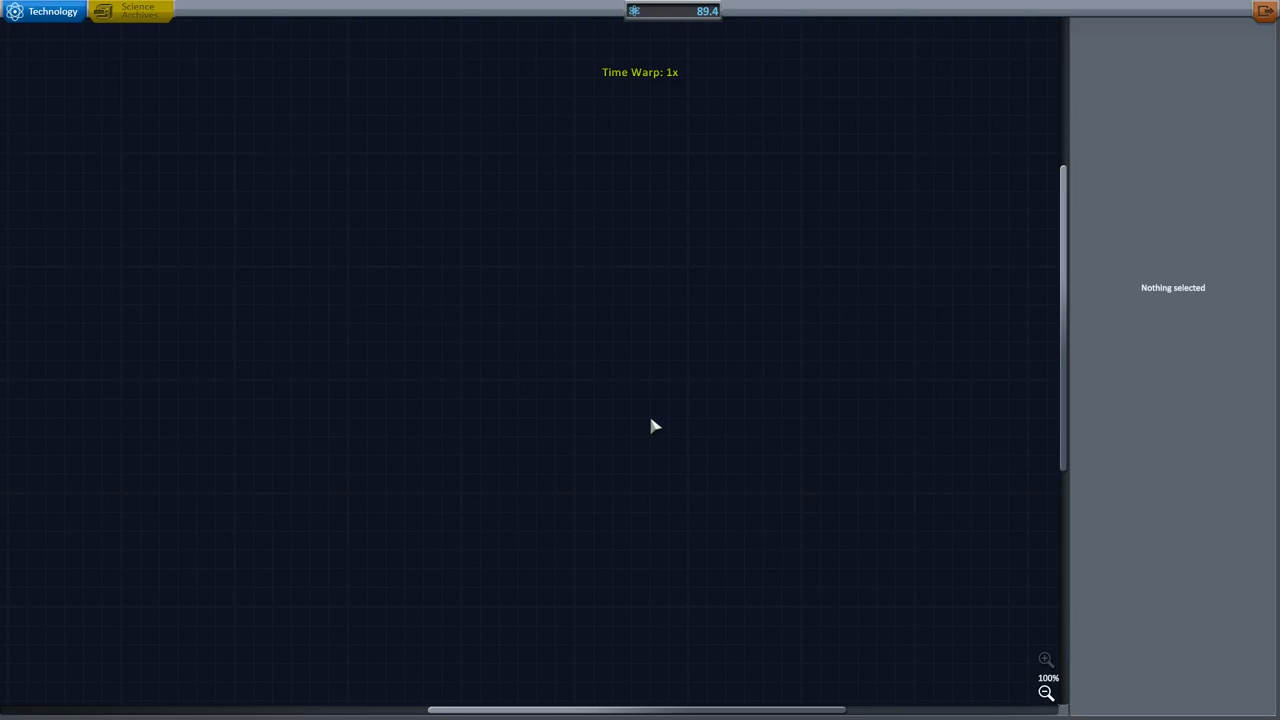 Technology
Science
Archives
89.4
Time Warp: 1x
Nothing selected
100%